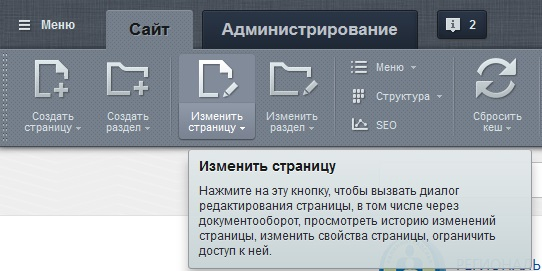 Меню
Сайт
Администрирование
2
Создать
страницу
Создать
раздел
Изменить
страницу
Изменить
раздел
Меню
Структура
SEO
Сбросить
кеш
Изменить страницу
Нажмите на эту кнопку, чтобы вызвать диалог
редактирования страницы, в том числе через
документооборот, просмотреть историю изменений
страницы, изменить свойства страницы, ограничить
доступ к ней.